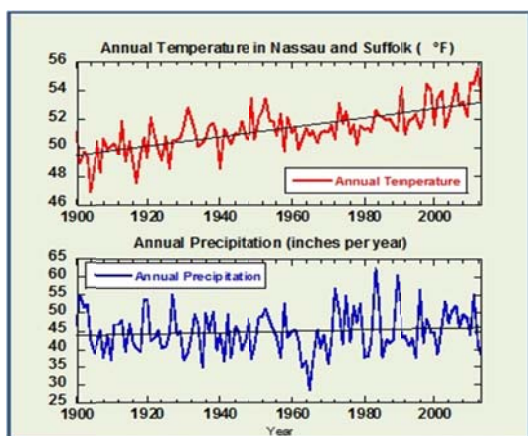 Annual Temperature in Nassau and Suffolk ( °F)
56
54
52
50
48
46
Annual Temperature
1900 1920 1940 1960 1980 2000
Annual Precipitation (inches per year)
65
60
55
50
45
40
35
30
25
Annual Precipitation
1900 1920 1940 1960 1980 2000
Year